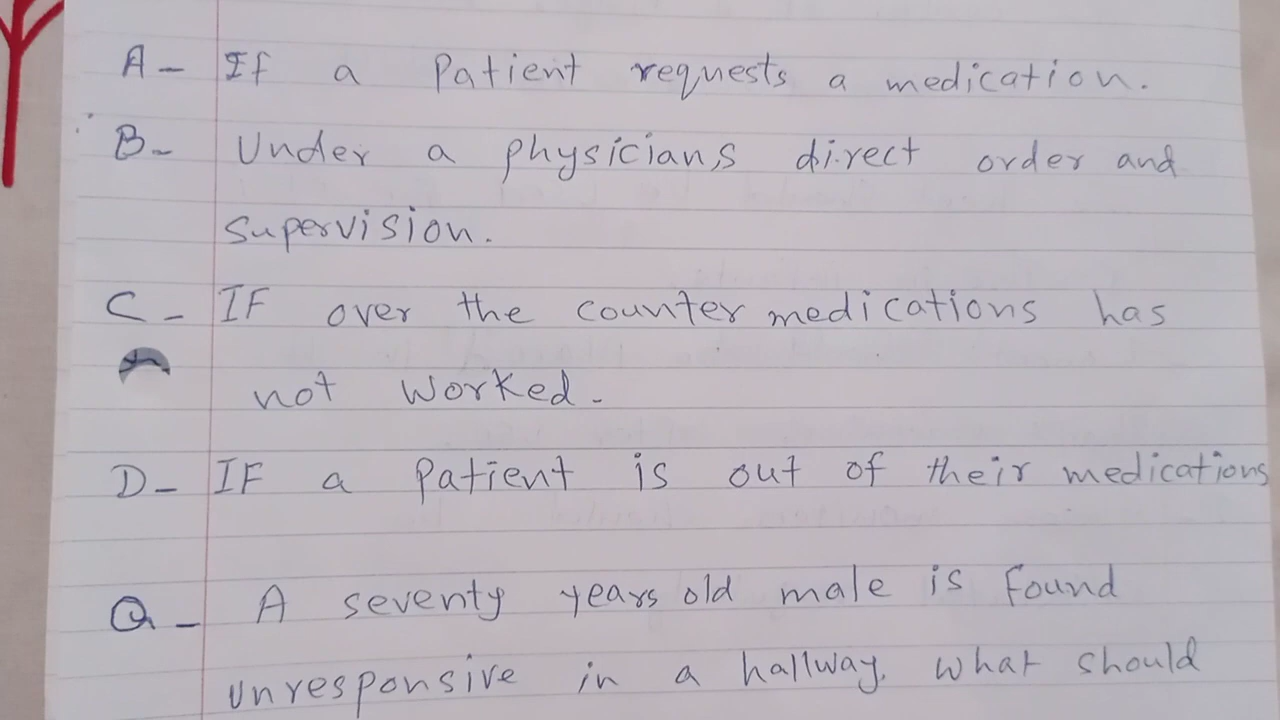 A- If a Patient requests a medication.
B- Under a physicians direct order and
supervision.
C- IF over the counter medications has
not worked.
D- IF a Patient is out of their medications
Q- A seventy years old male is found
unresponsive in a hallway, what should